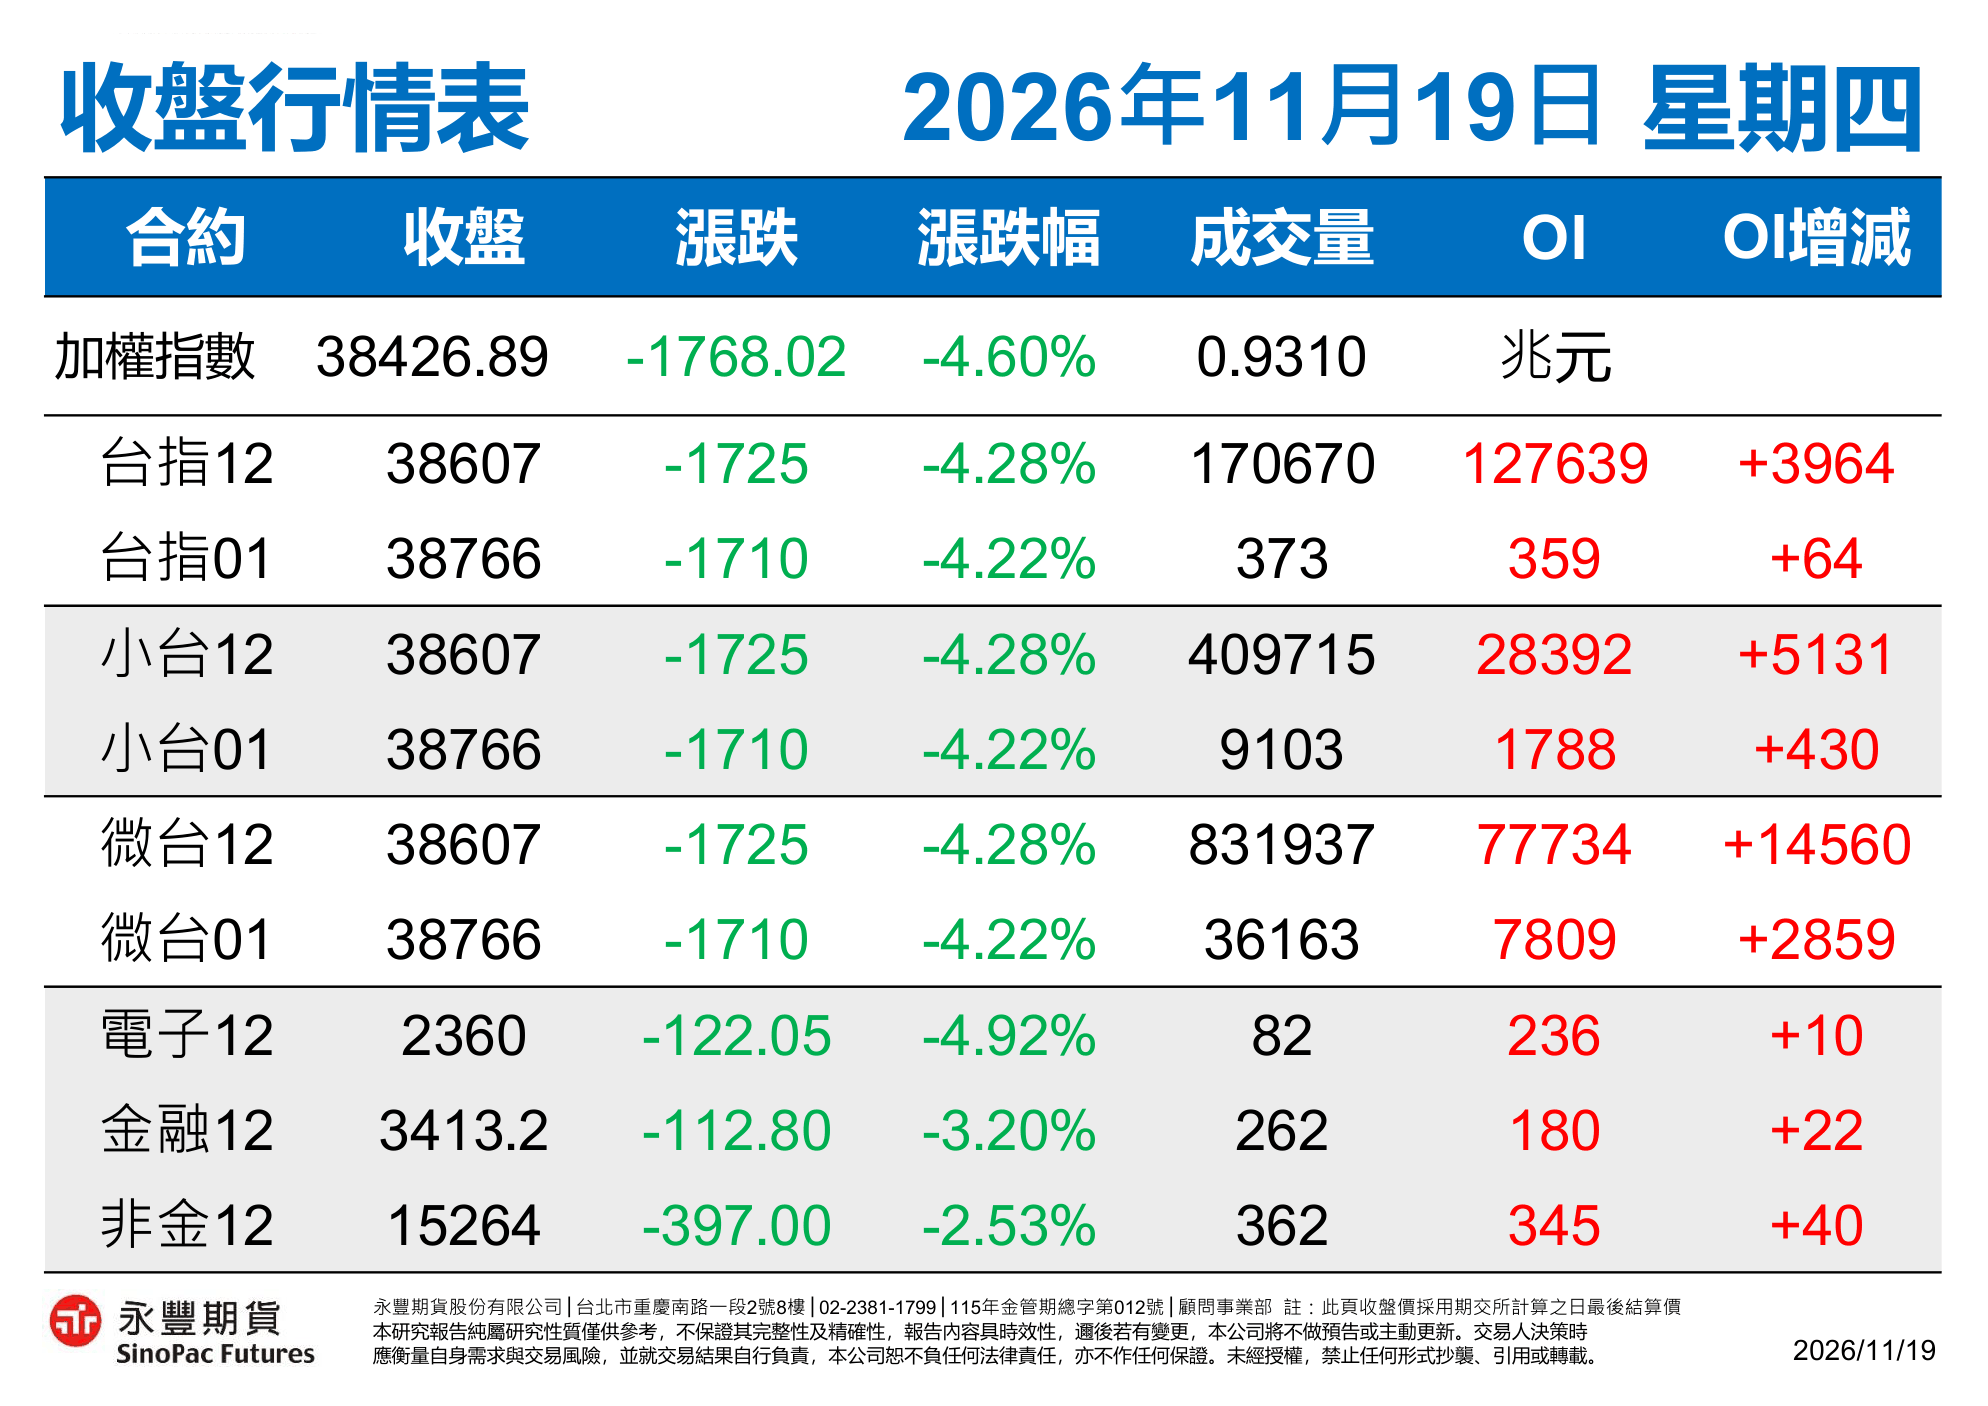 收盤行情表 2026年11月19日 星期四
合約 收盤 漲跌 漲跌幅 成交量 OI OI增減
加權指數 38426.89 -1768.02 -4.60% 0.9310 兆元
台指12 38607 -1725 -4.28% 170670 127639 +3964
台指01 38766 -1710 -4.22% 373 359 +64
小台12 38607 -1725 -4.28% 409715 28392 +5131
小台01 38766 -1710 -4.22% 9103 1788 +430
微台12 38607 -1725 -4.28% 831937 77734 +14560
微台01 38766 -1710 -4.22% 36163 7809 +2859
電子12 2360 -122.05 -4.92% 82 236 +10
金融12 3413.2 -112.80 -3.20% 262 180 +22
非金12 15264 -397.00 -2.53% 362 345 +40
永豐期貨
SinoPac Futures
永豐期貨股份有限公司|台北市重慶南路一段2號8樓|02-2381-1799|115年金管期總字第012號|顧問事業部 註：此頁收盤價採用期交所計算之日最後結算價
本研究報告純屬研究性質僅供參考，不保證其完整性及精確性，報告內容具時效性，邇後若有變更，本公司將不做預告或主動更新。交易人決策時
應衡量自身需求與交易風險，並就交易結果自行負責，本公司恕不負任何法律責任，亦不作任何保證。未經授權，禁止任何形式抄襲、引用或轉載。
2026/11/19